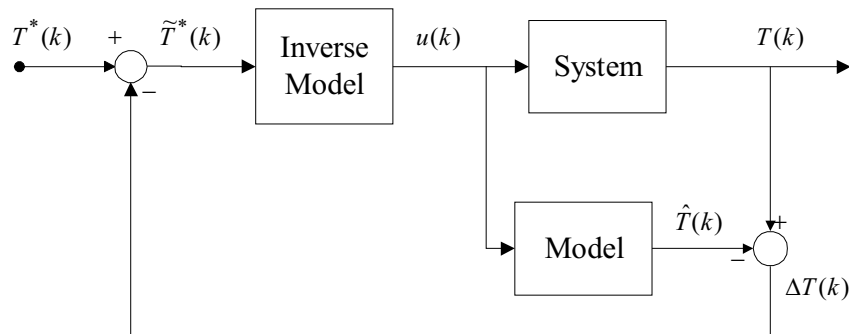 T*(k)
+
T̃*(k)
−
Inverse
Model
u(k)
System
T(k)
Model
T̂(k)
+
−
ΔT(k)